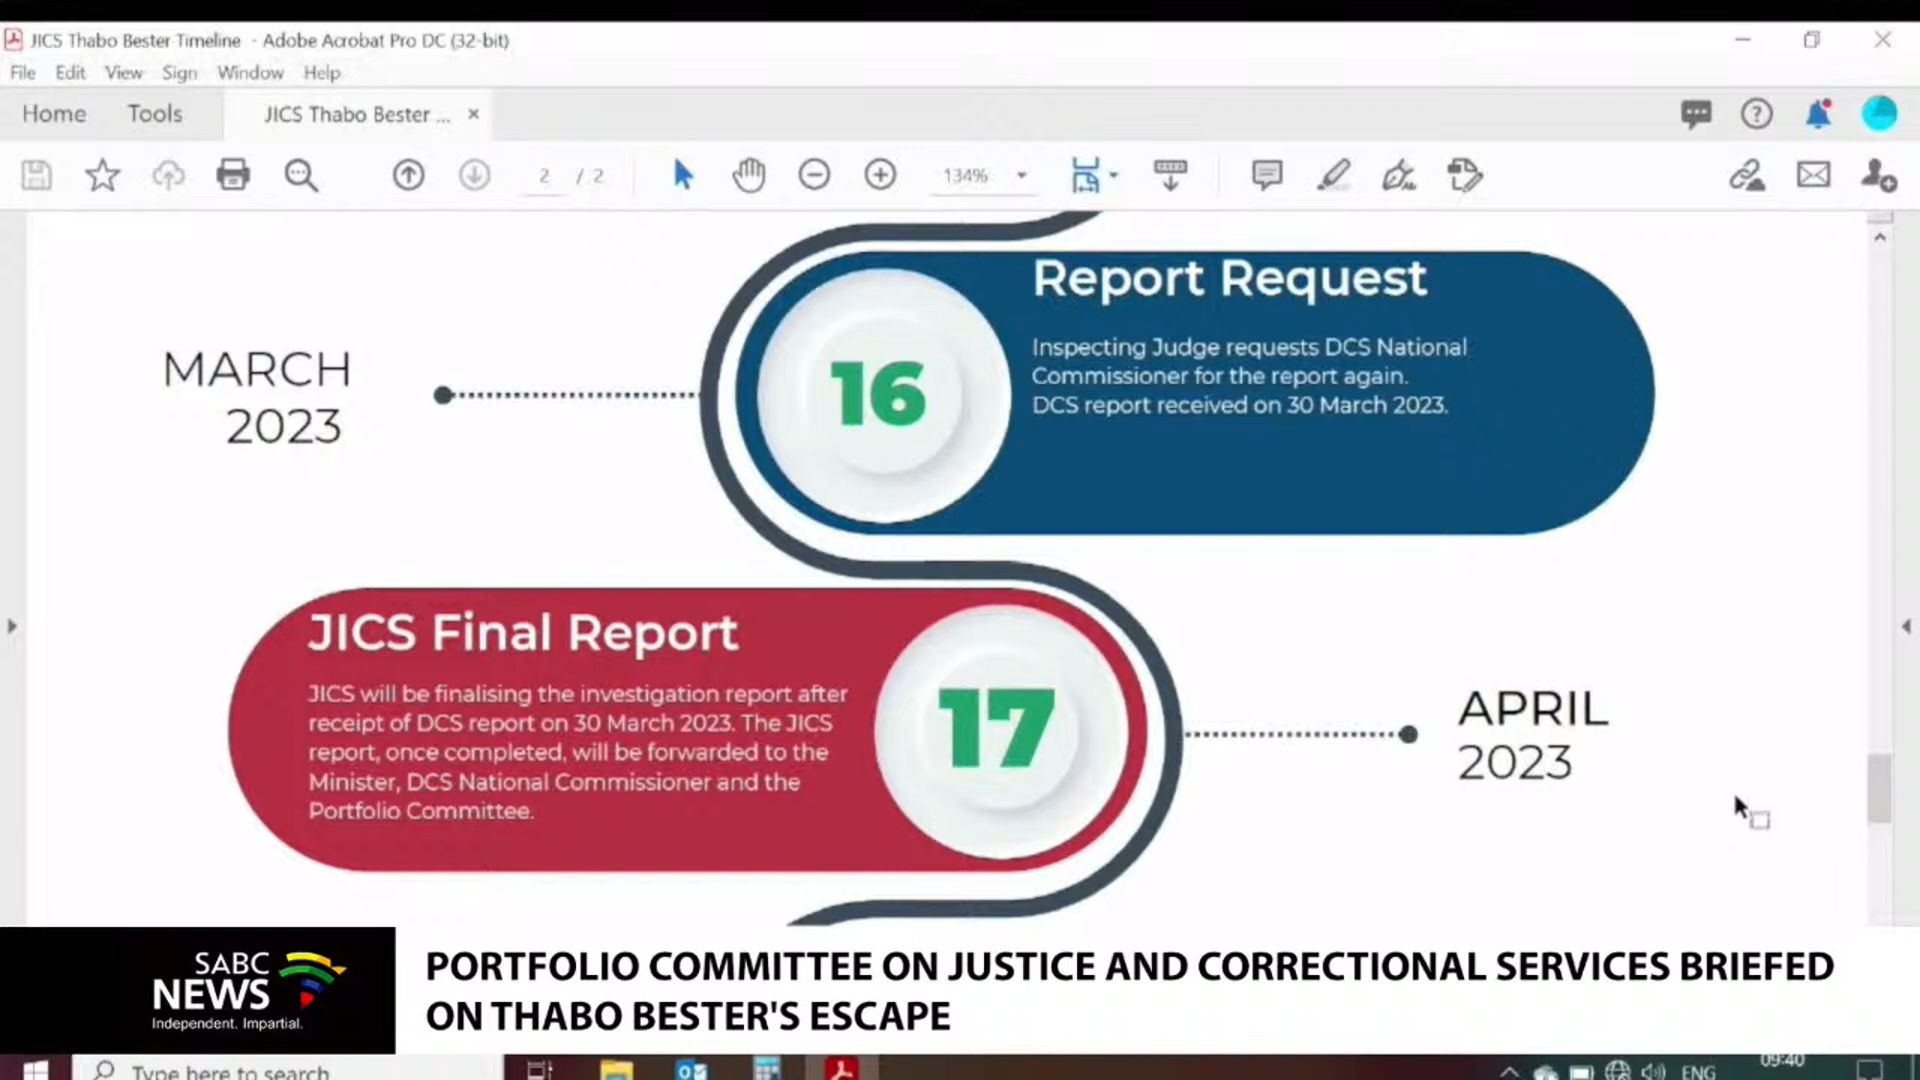 JICS Thabo Bester Timeline - Adobe Acrobat Pro DC (32-bit)
File Edit View Sign Window Help
Home Tools JICS Thabo Bester ... ×
2 / 2 134%
Report Request
Inspecting Judge requests DCS National
Commissioner for the report again.
DCS report received on 30 March 2023.
16
MARCH
2023
JICS Final Report
JICS will be finalising the investigation report after
receipt of DCS report on 30 March 2023. The JICS
report, once completed, will be forwarded to the
Minister, DCS National Commissioner and the
Portfolio Committee.
17
APRIL
2023
SABC
NEWS
Independent. Impartial.
PORTFOLIO COMMITTEE ON JUSTICE AND CORRECTIONAL SERVICES BRIEFED
ON THABO BESTER'S ESCAPE
Type here to search
ENG
09:40